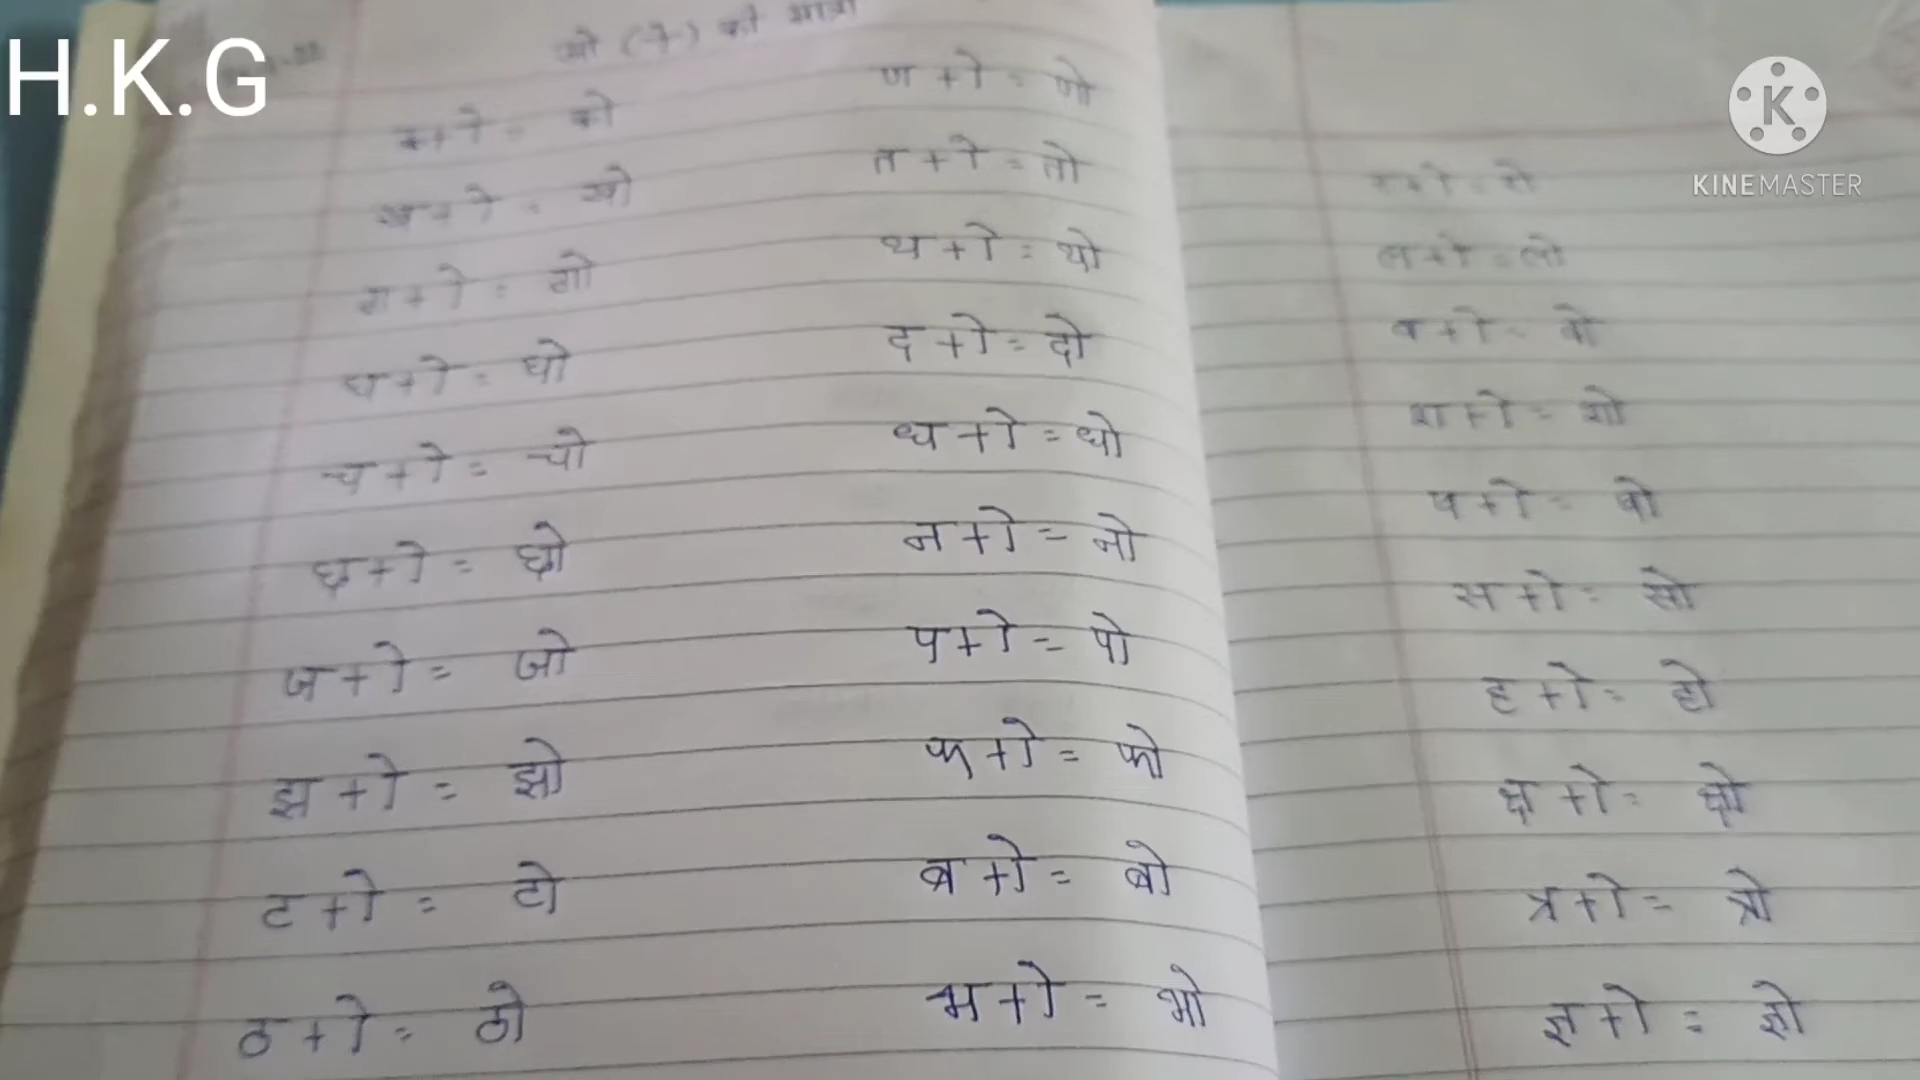 H.K.G
ओ (ो) की मात्रा
क + ो = को
ख + ो = खो
ग + ो = गो
घ + ो = घो
च + ो = चो
छ + ो = छो
ज + ो = जो
झ + ो = झो
ट + ो = टो
ठ + ो = ठो
ण + ो = णो
त + ो = तो
थ + ो = थो
द + ो = दो
ध + ो = धो
न + ो = नो
प + ो = पो
फ + ो = फो
ब + ो = बो
भ + ो = भो
ल + ो = लो
व + ो = वो
श + ो = शो
ष + ो = षो
स + ो = सो
ह + ो = हो
क्ष + ो = क्षो
त्र + ो = त्रो
ज्ञ + ो = ज्ञो
KINEMASTER